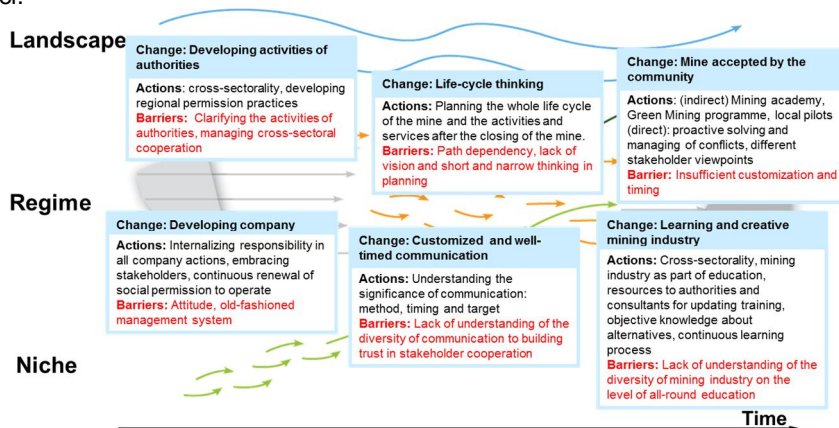 or.
Landscape
Change: Developing activities of
authorities
Actions: cross-sectorality, developing
regional permission practices
Barriers: Clarifying the activities of
authorities, managing cross-sectoral
cooperation
Change: Life-cycle thinking
Actions: Planning the whole life cycle
of the mine and the activities and
services after the closing of the mine.
Barriers: Path dependency, lack of
vision and short and narrow thinking in
planning
Change: Mine accepted by the
community
Actions: (indirect) Mining academy,
Green Mining programme, local pilots
(direct): proactive solving and
managing of conflicts, different
stakeholder viewpoints
Barrier: Insufficient customization and
timing
Regime
Change: Developing company
Actions: Internalizing responsibility in
all company actions, embracing
stakeholders, continuous renewal of
social permission to operate
Barriers: Attitude, old-fashioned
management system
Change: Customized and well-
timed communication
Actions: Understanding the
significance of communication:
method, timing and target
Barriers: Lack of understanding of the
diversity of communication to building
trust in stakeholder cooperation
Change: Learning and creative
mining industry
Actions: Cross-sectorality, mining
industry as part of education,
resources to authorities and
consultants for updating training,
objective knowledge about
alternatives, continuous learning
process
Barriers: Lack of understanding of the
diversity of mining industry on the
level of all-round education
Niche
Time